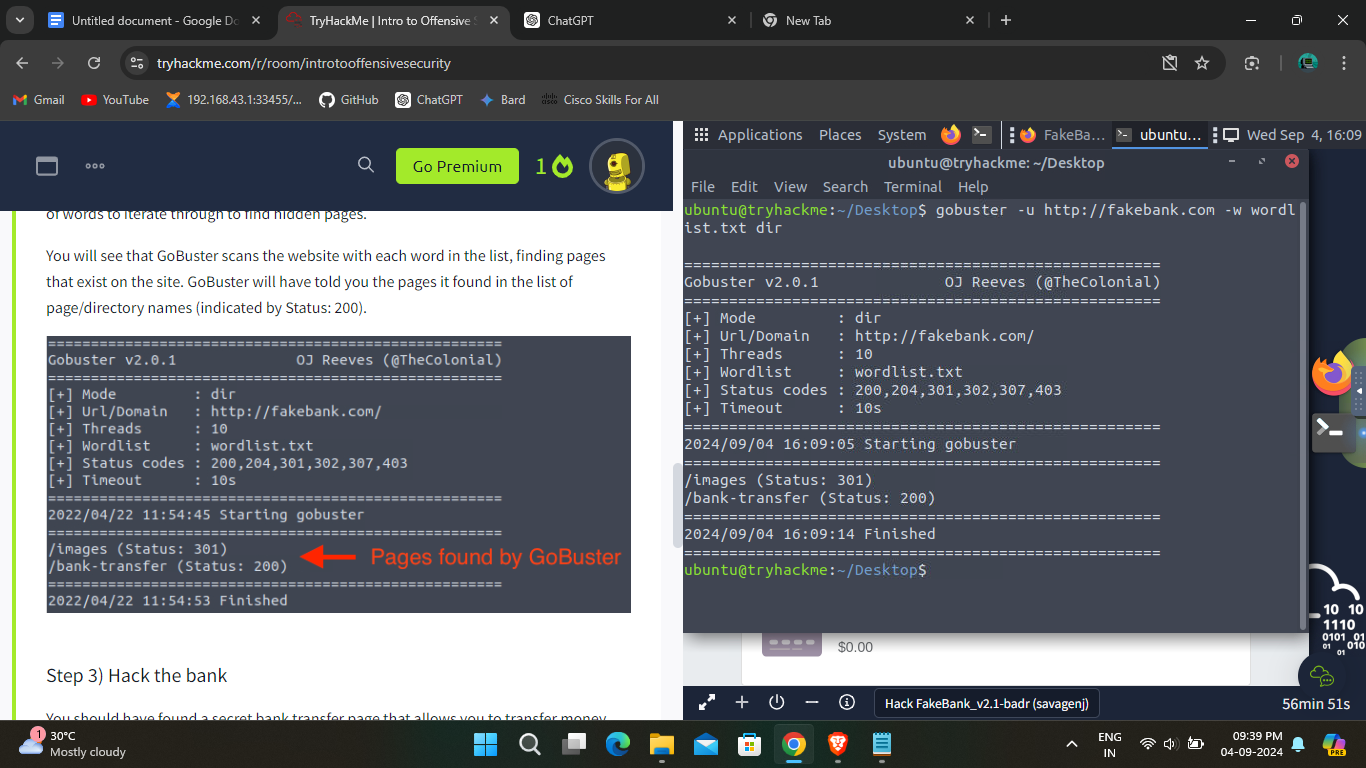 Untitled document - Google Do
TryHackMe | Intro to Offensive S
ChatGPT
New Tab
tryhackme.com/r/room/introtooffensivesecurity
Gmail
YouTube
192.168.43.1:33455/...
GitHub
ChatGPT
Bard
Cisco Skills For All
Go Premium
1
of words to iterate through to find hidden pages.
You will see that GoBuster scans the website with each word in the list, finding pages
that exist on the site. GoBuster will have told you the pages it found in the list of
page/directory names (indicated by Status: 200).
=====================================================
Gobuster v2.0.1              OJ Reeves (@TheColonial)
=====================================================
[+] Mode         : dir
[+] Url/Domain   : http://fakebank.com/
[+] Threads      : 10
[+] Wordlist     : wordlist.txt
[+] Status codes : 200,204,301,302,307,403
[+] Timeout      : 10s
=====================================================
2022/04/22 11:54:45 Starting gobuster
=====================================================
/images (Status: 301)
/bank-transfer (Status: 200)
Pages found by GoBuster
=====================================================
2022/04/22 11:54:53 Finished
Step 3) Hack the bank
You should have found a secret bank transfer page that allows you to transfer money
Applications Places System
FakeBa...
ubuntu...
Wed Sep 4, 16:09
ubuntu@tryhackme: ~/Desktop
File Edit View Search Terminal Help
ubuntu@tryhackme:~/Desktop$ gobuster -u http://fakebank.com -w wordl
ist.txt dir
=====================================================
Gobuster v2.0.1              OJ Reeves (@TheColonial)
=====================================================
[+] Mode         : dir
[+] Url/Domain   : http://fakebank.com/
[+] Threads      : 10
[+] Wordlist     : wordlist.txt
[+] Status codes : 200,204,301,302,307,403
[+] Timeout      : 10s
=====================================================
2024/09/04 16:09:05 Starting gobuster
=====================================================
/images (Status: 301)
/bank-transfer (Status: 200)
=====================================================
2024/09/04 16:09:14 Finished
=====================================================
ubuntu@tryhackme:~/Desktop$
10 10
1110
0101 01
01 010
01
$0.00
Hack FakeBank_v2.1-badr (savagenj)
56min 51s
1
30°C
Mostly cloudy
ENG
IN
09:39 PM
04-09-2024
PRE